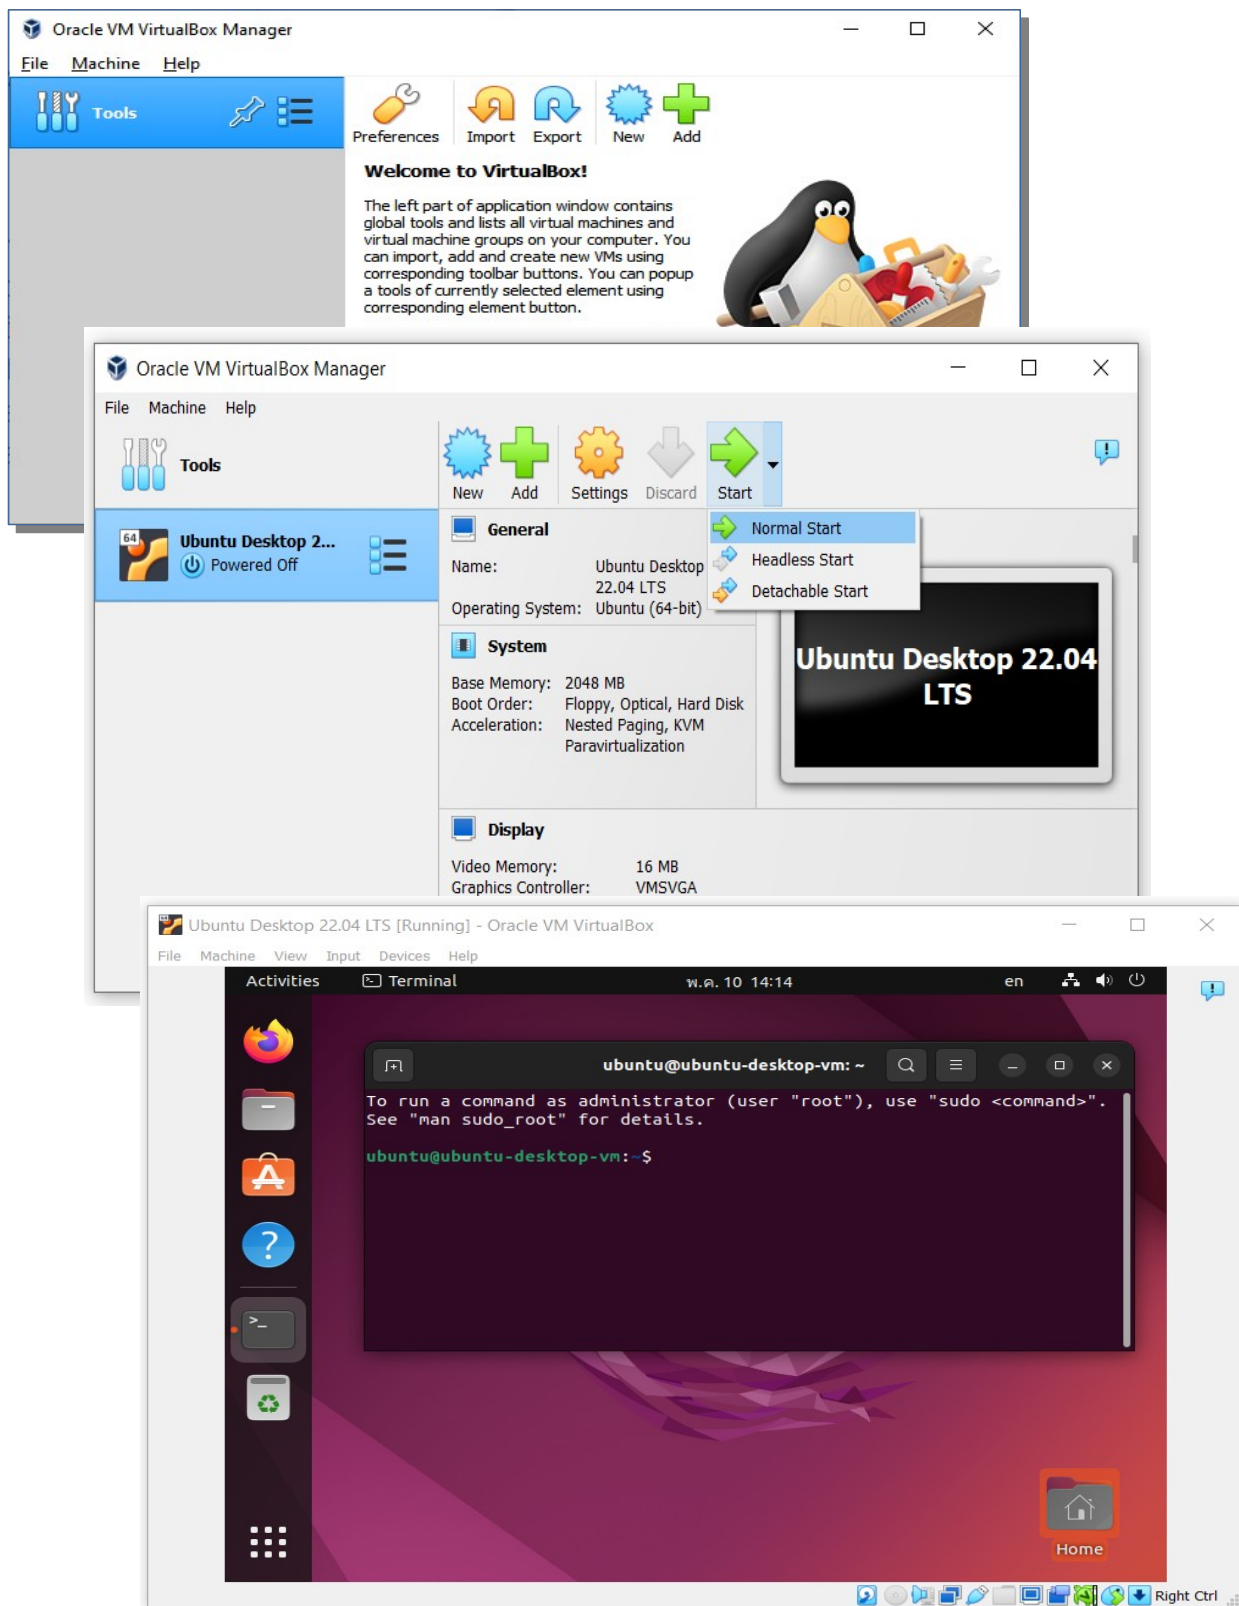 Oracle VM VirtualBox Manager
File Machine Help
Tools
Preferences Import Export New Add
Welcome to VirtualBox!
The left part of application window contains
global tools and lists all virtual machines and
virtual machine groups on your computer. You
can import, add and create new VMs using
corresponding toolbar buttons. You can popup
a tools of currently selected element using
corresponding element button.
Oracle VM VirtualBox Manager
File Machine Help
Tools
New Add Settings Discard Start
Normal Start
Headless Start
Detachable Start
64
Ubuntu Desktop 2...
Powered Off
General
Name: Ubuntu Desktop
22.04 LTS
Operating System: Ubuntu (64-bit)
System
Base Memory: 2048 MB
Boot Order: Floppy, Optical, Hard Disk
Acceleration: Nested Paging, KVM
Paravirtualization
Ubuntu Desktop 22.04
LTS
Display
Video Memory: 16 MB
Graphics Controller: VMSVGA
Ubuntu Desktop 22.04 LTS [Running] - Oracle VM VirtualBox
File Machine View Input Devices Help
Activities Terminal พ.ค. 10 14:14 en
ubuntu@ubuntu-desktop-vm: ~
To run a command as administrator (user "root"), use "sudo <command>".
See "man sudo_root" for details.
ubuntu@ubuntu-desktop-vm:~$
Home
Right Ctrl